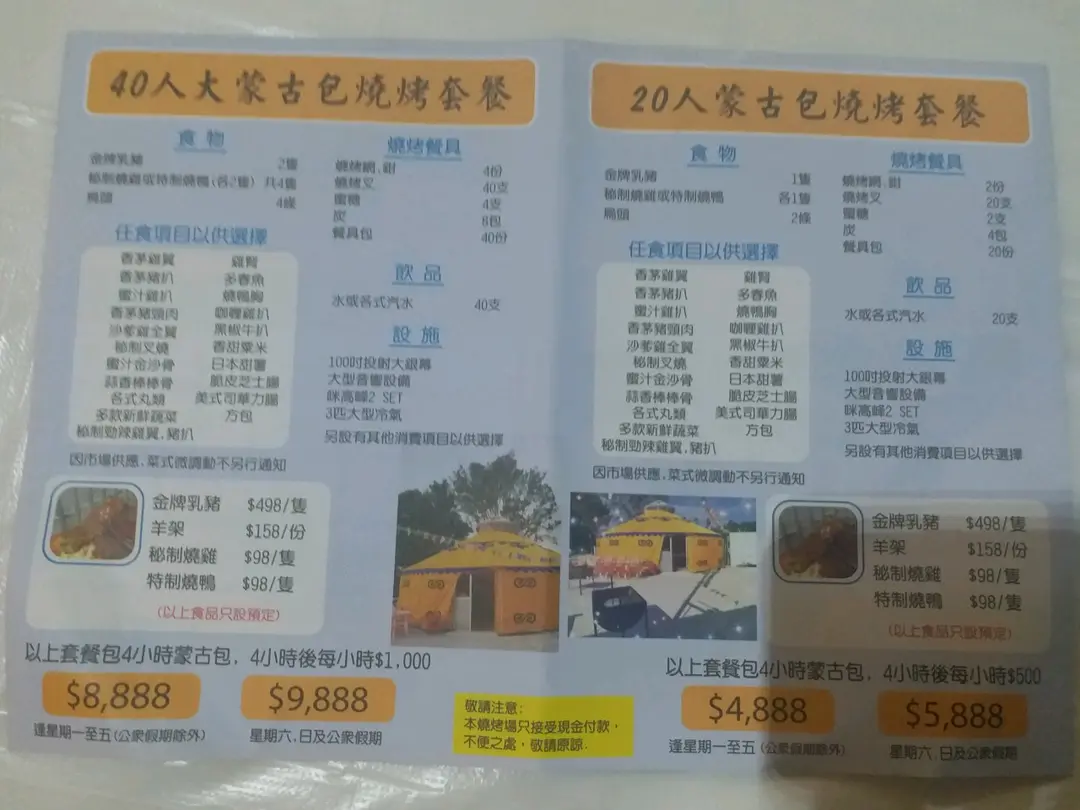 40人大蒙古包燒烤套餐
食物
金牌乳豬 2隻
秘制燒雞或特制燒鴨(各2隻) 共4隻
烏頭 4條
燒烤餐具
燒烤網.鉗 4份
燒烤叉 40支
蜜糖 4支
炭 8包
餐具包 40份
任食項目以供選擇
香茅雞翼 雞腎
香茅豬扒 多春魚
蜜汁雞扒 燒鴨胸
香茅豬頸肉 咖喱雞扒
沙爹雞全翼 黑椒牛扒
秘制叉燒 香甜粟米
蜜汁金沙骨 日本甜薯
蒜香棒棒骨 脆皮芝士腸
各式丸類 美式司華力腸
多款新鮮蔬菜 方包
秘制勁辣雞翼,豬扒
飲品
水或各式汽水 40支
設施
100吋投射大銀幕
大型音響設備
咪高峰2 SET
3匹大型冷氣
另設有其他消費項目以供選擇
因市場供應,菜式微調動不另行通知
金牌乳豬 $498/隻
羊架 $158/份
秘制燒雞 $98/隻
特制燒鴨 $98/隻
(以上食品只設預定)
以上套餐包4小時蒙古包, 4小時後每小時$1.000
$8,888
逢星期一至五(公衆假期除外)
$9,888
星期六.日及公衆假期
20人蒙古包燒烤套餐
食物
金牌乳豬 1隻
秘制燒雞或特制燒鴨 各1隻
烏頭 2條
燒烤餐具
燒烤網.鉗 2份
燒烤叉 20支
蜜糖 2支
炭 4包
餐具包 20份
任食項目以供選擇
香茅雞翼 雞腎
香茅豬扒 多春魚
蜜汁雞扒 燒鴨胸
香茅豬頸肉 咖喱雞扒
沙爹雞全翼 黑椒牛扒
秘制叉燒 香甜粟米
蜜汁金沙骨 日本甜薯
蒜香棒棒骨 脆皮芝士腸
各式丸類 美式司華力腸
多款新鮮蔬菜 方包
秘制勁辣雞翼,豬扒
飲品
水或各式汽水 20支
設施
100吋投射大銀幕
大型音響設備
咪高峰2 SET
3匹大型冷氣
另設有其他消費項目以供選擇
因市場供應,菜式微調動不另行通知
金牌乳豬 $498/隻
羊架 $158/份
秘制燒雞 $98/隻
特制燒鴨 $98/隻
(以上食品只設預定)
以上套餐包4小時蒙古包, 4小時後每小時$500
$4,888
逢星期一至五(公衆假期除外)
$5,888
星期六.日及公衆假期
敬請注意:
本燒烤場只接受現金付款,
不便之處,敬請原諒.